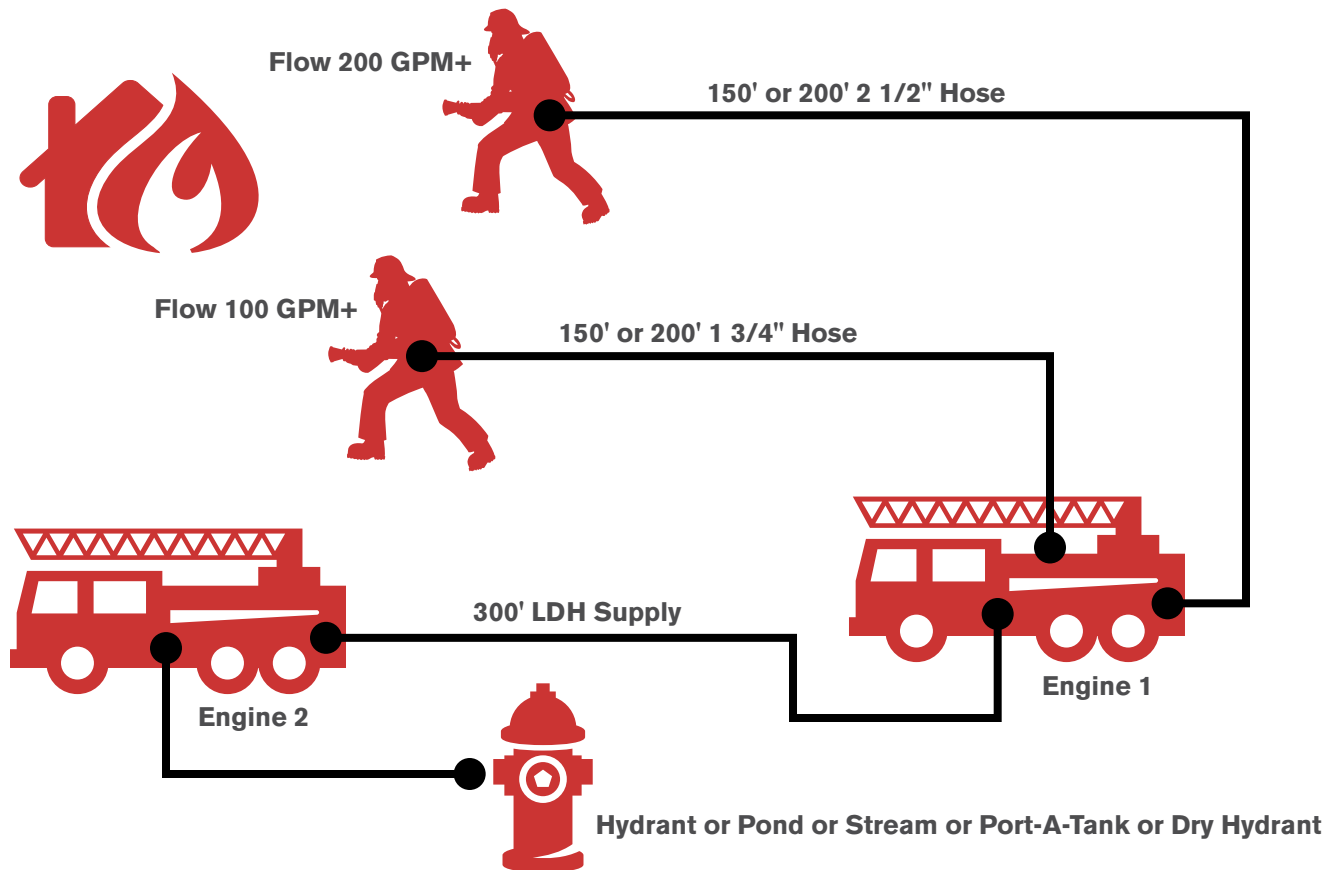 Flow 200 GPM+
150' or 200' 2 1/2" Hose
Flow 100 GPM+
150' or 200' 1 3/4" Hose
300' LDH Supply
Engine 1
Engine 2
Hydrant or Pond or Stream or Port-A-Tank or Dry Hydrant